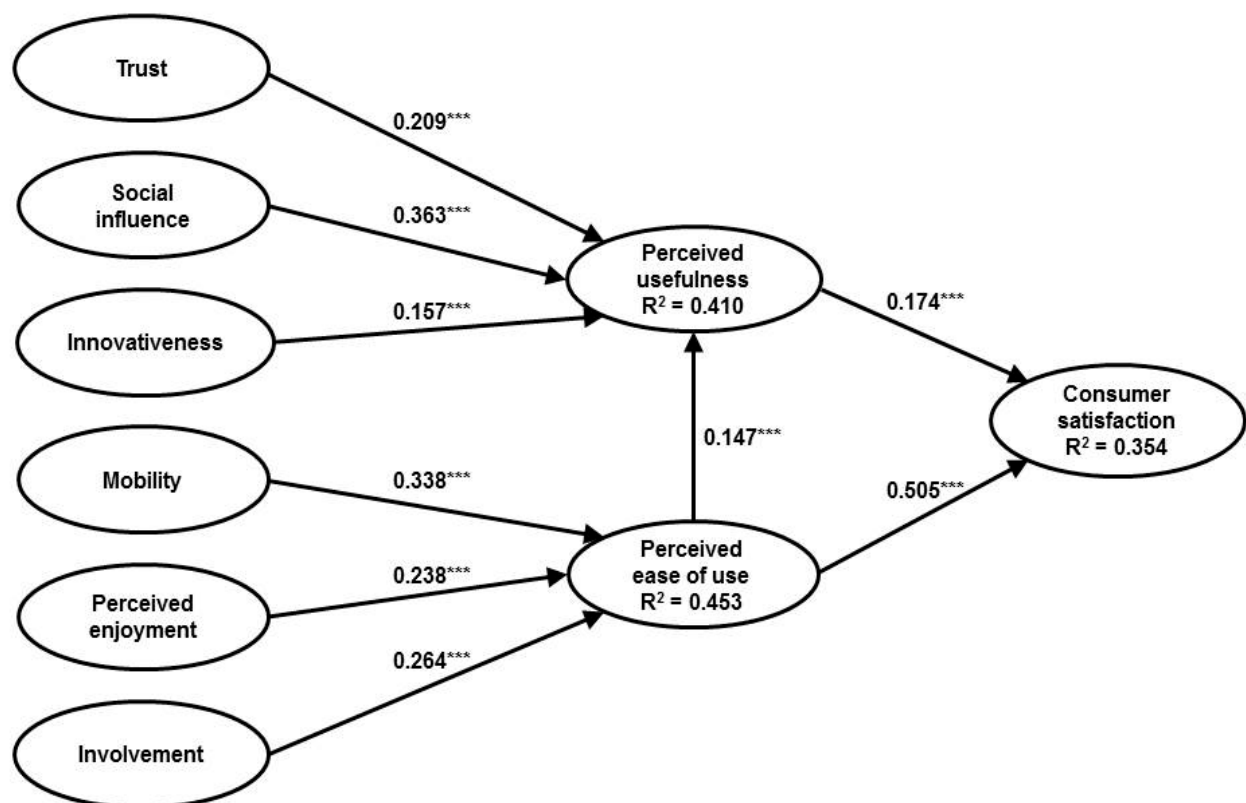 Trust
0.209***
Social
influence
0.363***
Perceived
usefulness
R² = 0.410
0.174***
Innovativeness
0.157***
Consumer
satisfaction
R² = 0.354
0.147***
Mobility
0.338***
0.505***
Perceived
ease of use
R² = 0.453
Perceived
enjoyment
0.238***
0.264***
Involvement